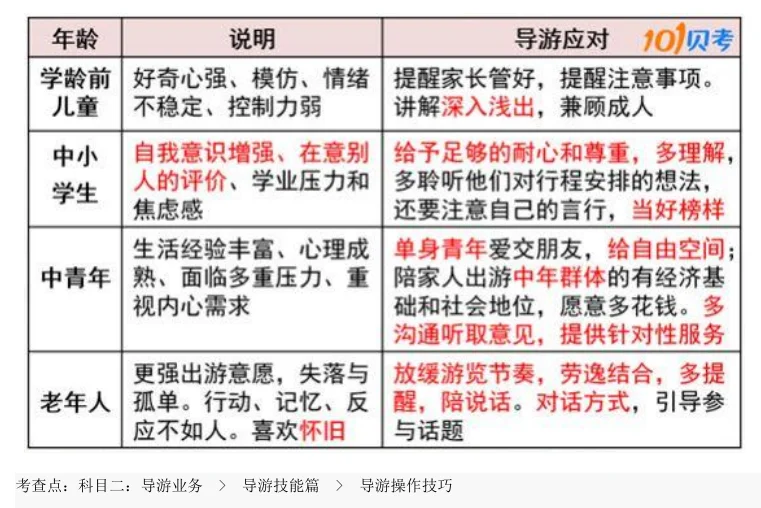 年龄 说明 导游应对 101贝考
学龄前
儿童
好奇心强、模仿、情绪
不稳定、控制力弱
提醒家长管好，提醒注意事项。
讲解深入浅出，兼顾成人
中小
学生
自我意识增强、在意别
人的评价、学业压力和
焦虑感
给予足够的耐心和尊重，多理解，
多聆听他们对行程安排的想法，
还要注意自己的言行，当好榜样
中青年
生活经验丰富、心理成
熟、面临多重压力、重
视内心需求
单身青年爱交朋友，给自由空间；
陪家人出游中年群体的有经济基
础和社会地位，愿意多花钱。多
沟通听取意见，提供针对性服务
老年人
更强出游意愿，失落与
孤单。行动、记忆、反
应不如人。喜欢怀旧
放缓游览节奏，劳逸结合，多提
醒，陪说话。对话方式，引导参
与话题
考查点：科目二：导游业务 > 导游技能篇 > 导游操作技巧